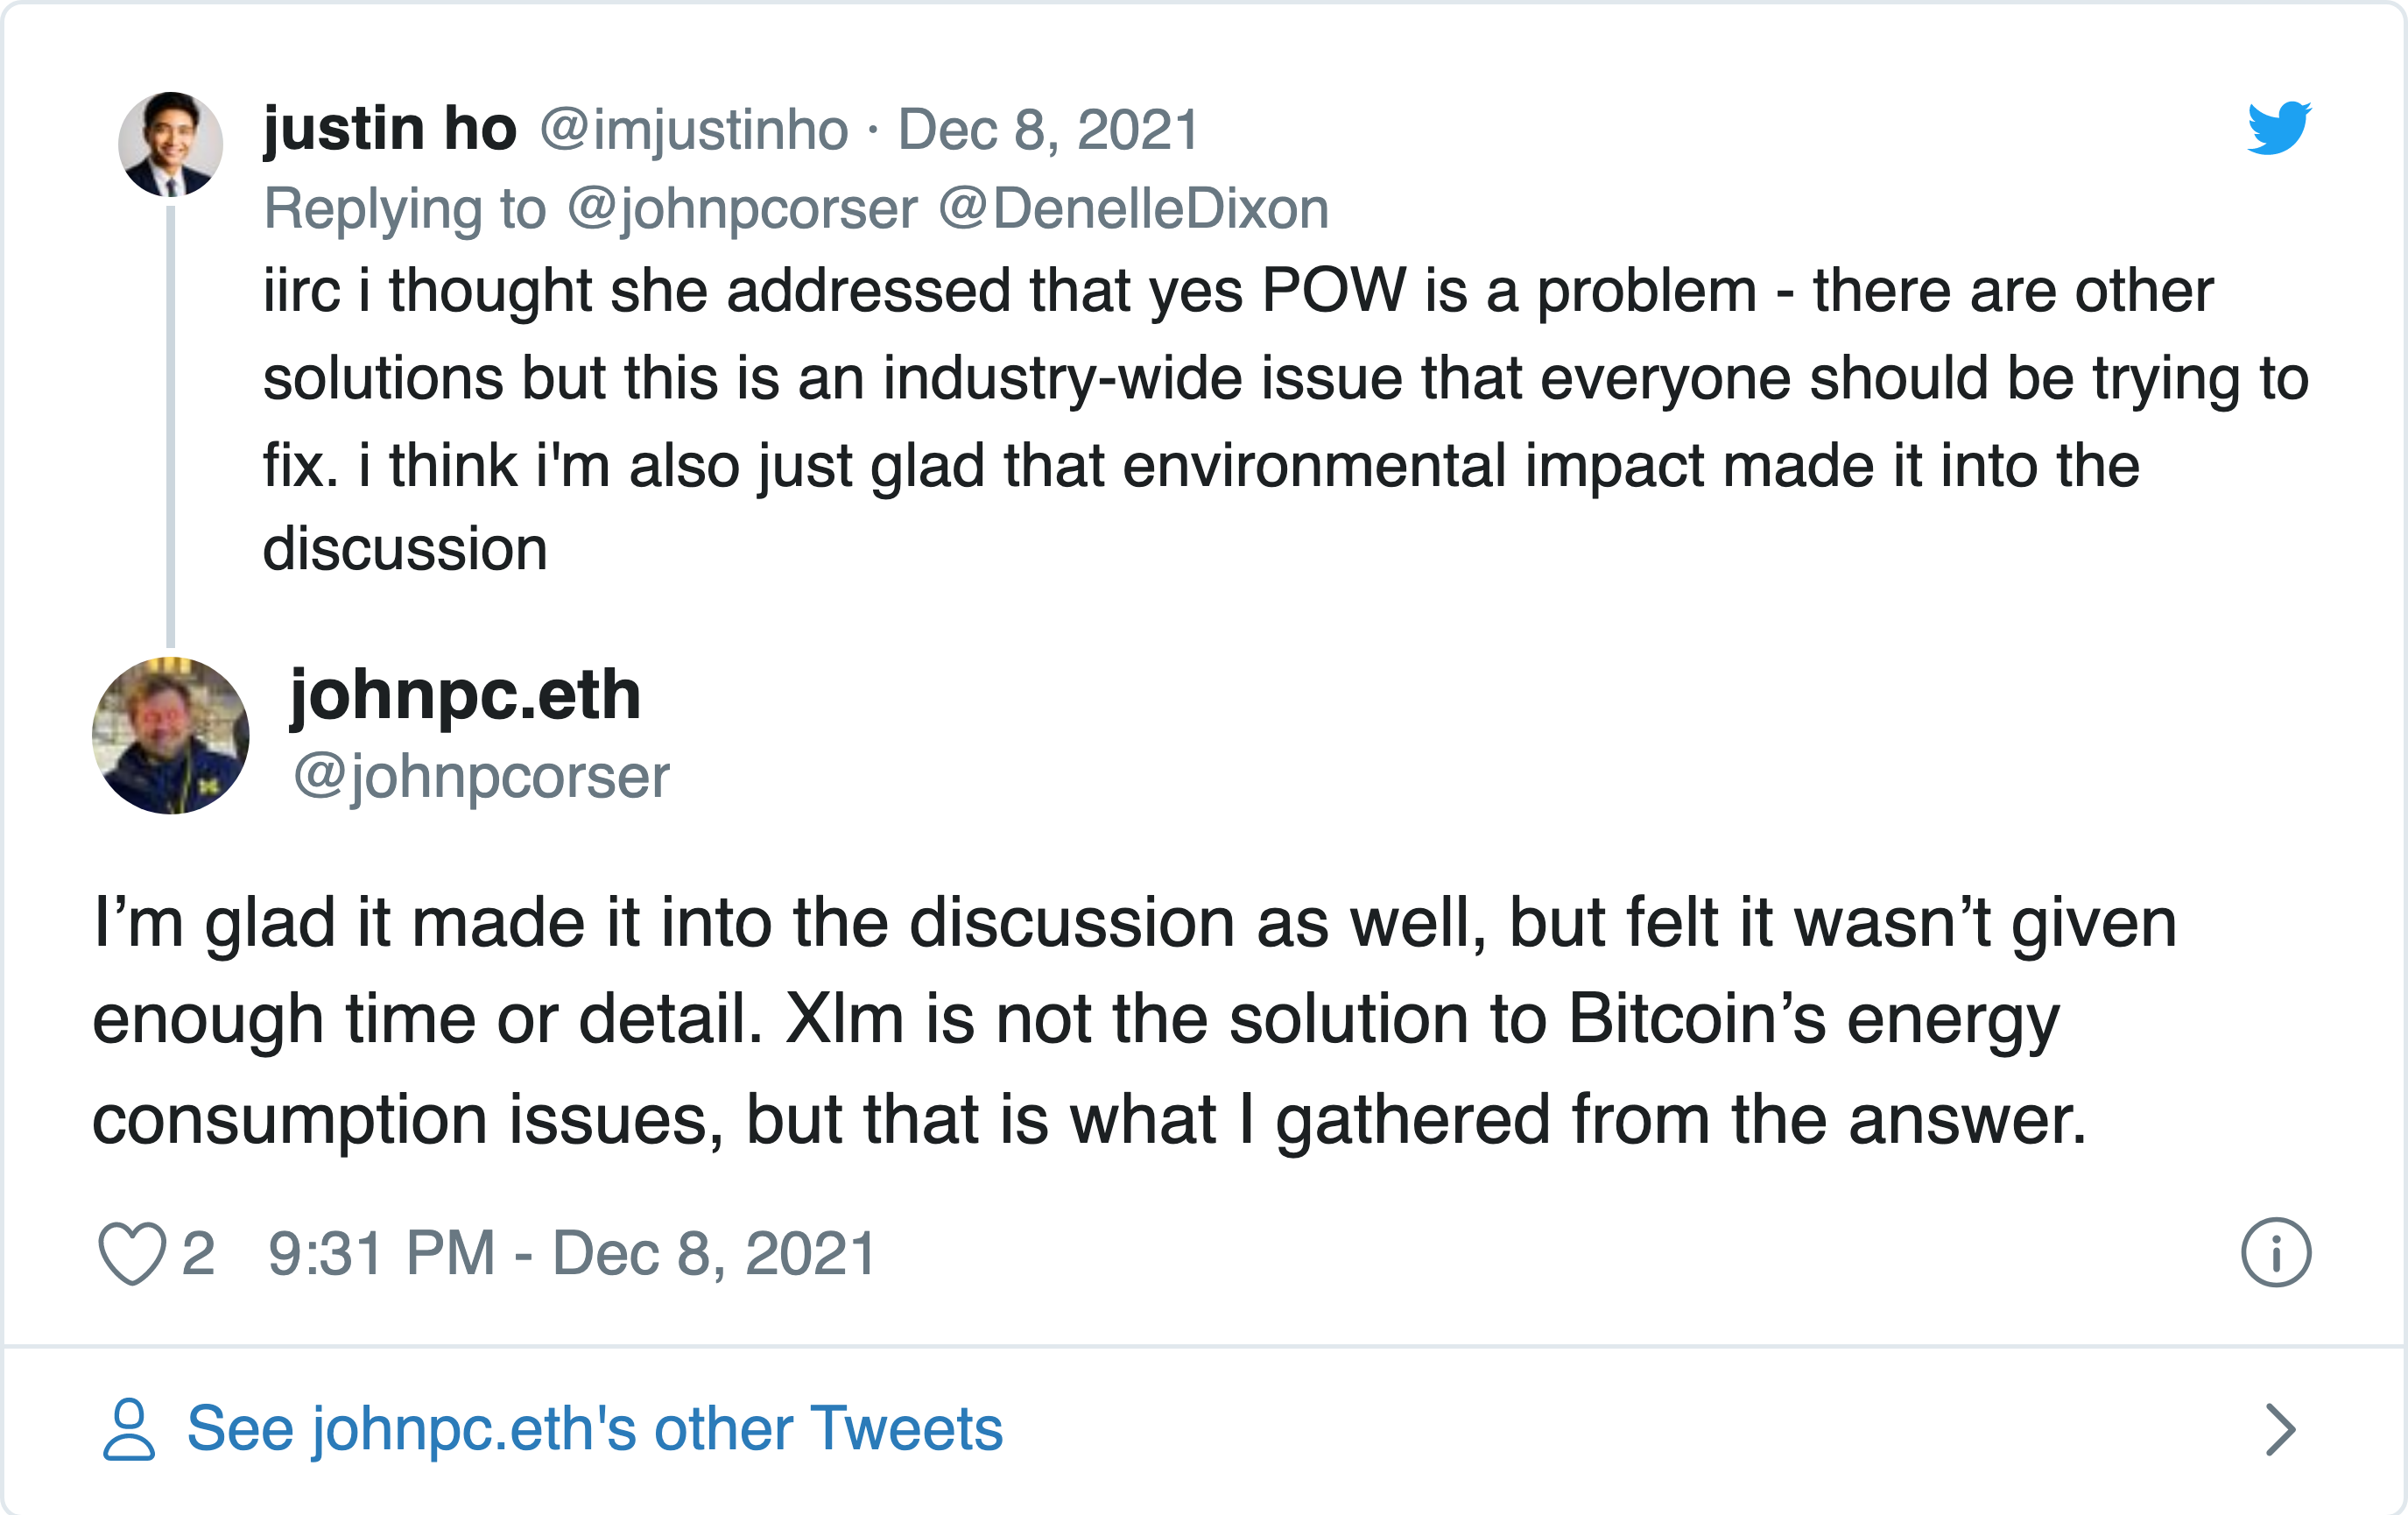 justin ho @imjustinho · Dec 8, 2021
Replying to @johnpcorser @DenelleDixon
iirc i thought she addressed that yes POW is a problem - there are other
solutions but this is an industry-wide issue that everyone should be trying to
fix. i think i'm also just glad that environmental impact made it into the
discussion
johnpc.eth
@johnpcorser
I’m glad it made it into the discussion as well, but felt it wasn’t given
enough time or detail. Xlm is not the solution to Bitcoin’s energy
consumption issues, but that is what I gathered from the answer.
2 9:31 PM - Dec 8, 2021
See johnpc.eth's other Tweets